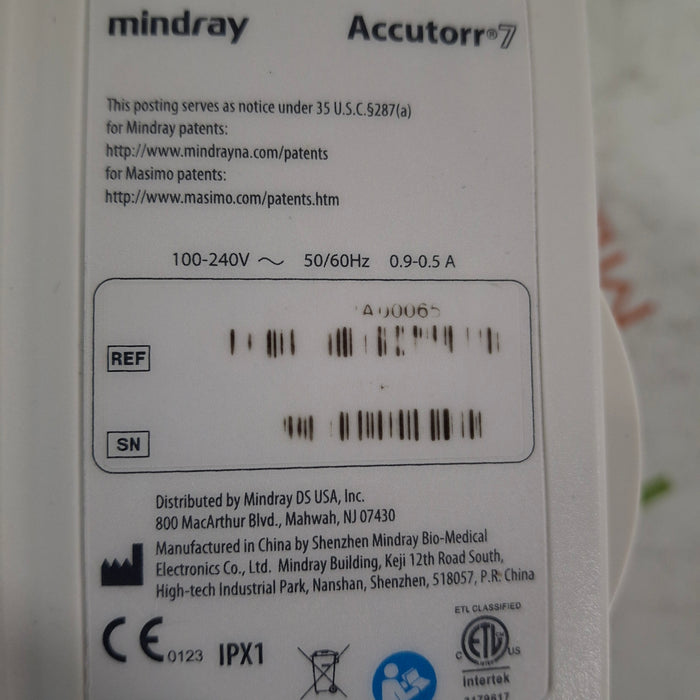 mindray Accutorr®7
This posting serves as notice under 35 U.S.C.§287(a)
for Mindray patents:
http://www.mindrayna.com/patents
for Masimo patents:
http://www.masimo.com/patents.htm
100-240V ～ 50/60Hz 0.9-0.5 A
REF
SN
Distributed by Mindray DS USA, Inc.
800 MacArthur Blvd., Mahwah, NJ 07430
Manufactured in China by Shenzhen Mindray Bio-Medical
Electronics Co., Ltd. Mindray Building, Keji 12th Road South,
High-tech Industrial Park, Nanshan, Shenzhen, 518057, P.R. China
ETL CLASSIFIED
CE 0123 IPX1
C ETL US
Intertek